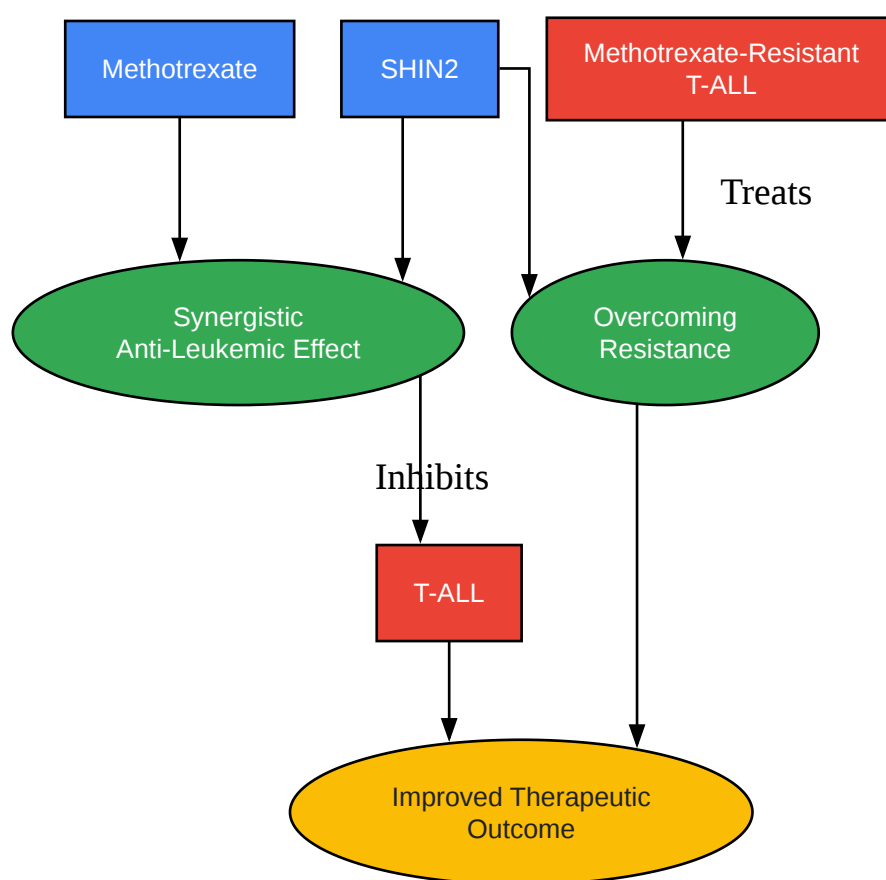 Methotrexate
SHIN2
Methotrexate-Resistant
T-ALL
Treats
Synergistic
Anti-Leukemic Effect
Overcoming
Resistance
Inhibits
T-ALL
Improved Therapeutic
Outcome